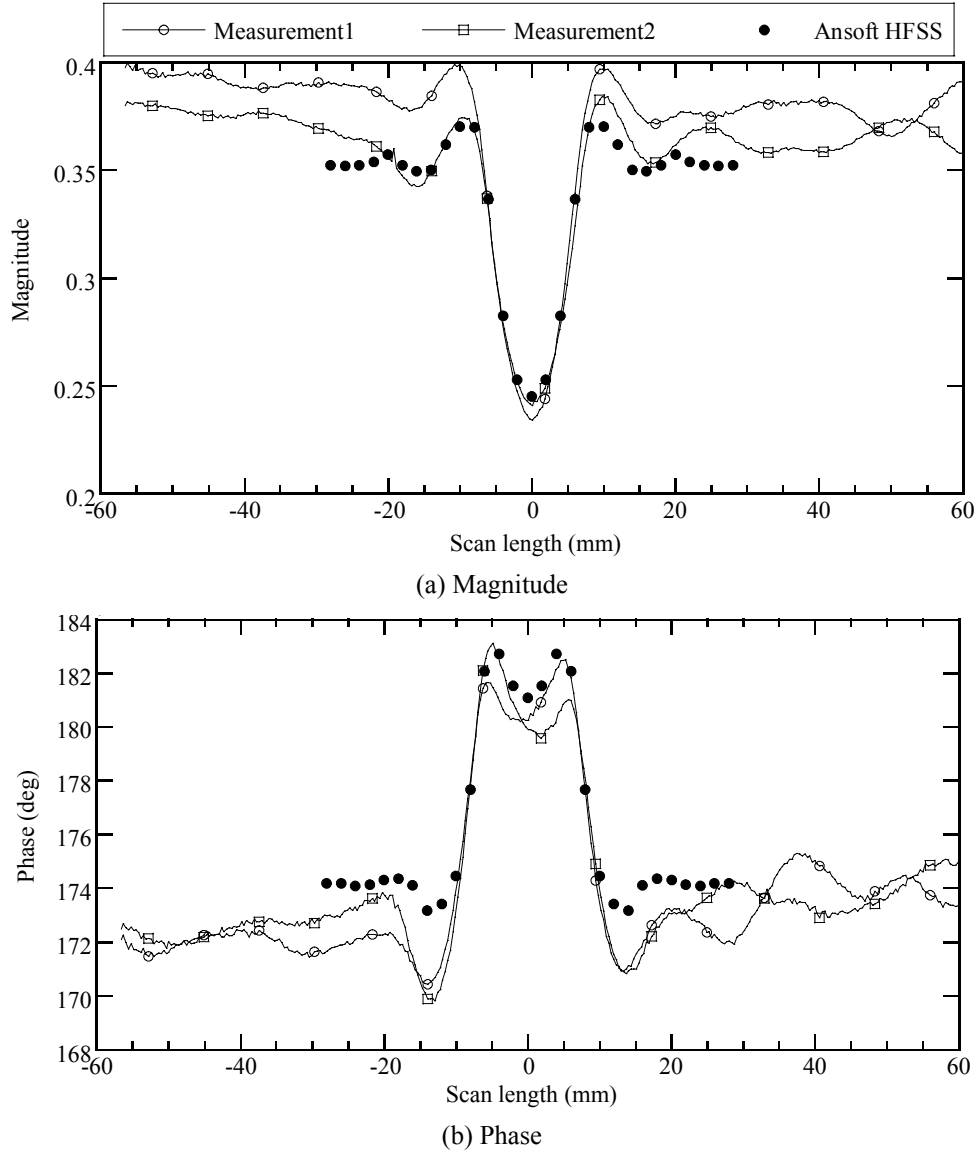 Measurement1 Measurement2 Ansoft HFSS
0.4
0.35
0.3
0.25
0.2
Magnitude
-60 -40 -20 0 20 40 60
Scan length (mm)
(a) Magnitude
184
182
180
178
176
174
172
170
168
Phase (deg)
-60 -40 -20 0 20 40 60
Scan length (mm)
(b) Phase